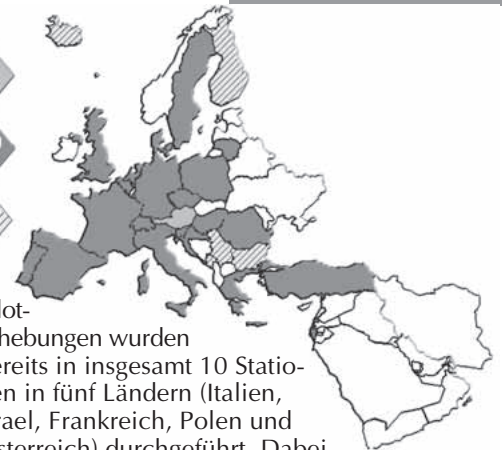 lot-
hebungen wurden
ereits in insgesamt 10 Statio-
en in fünf Ländern (Italien,
rael, Frankreich, Polen und
sterreich) durchgeführt. Dabei